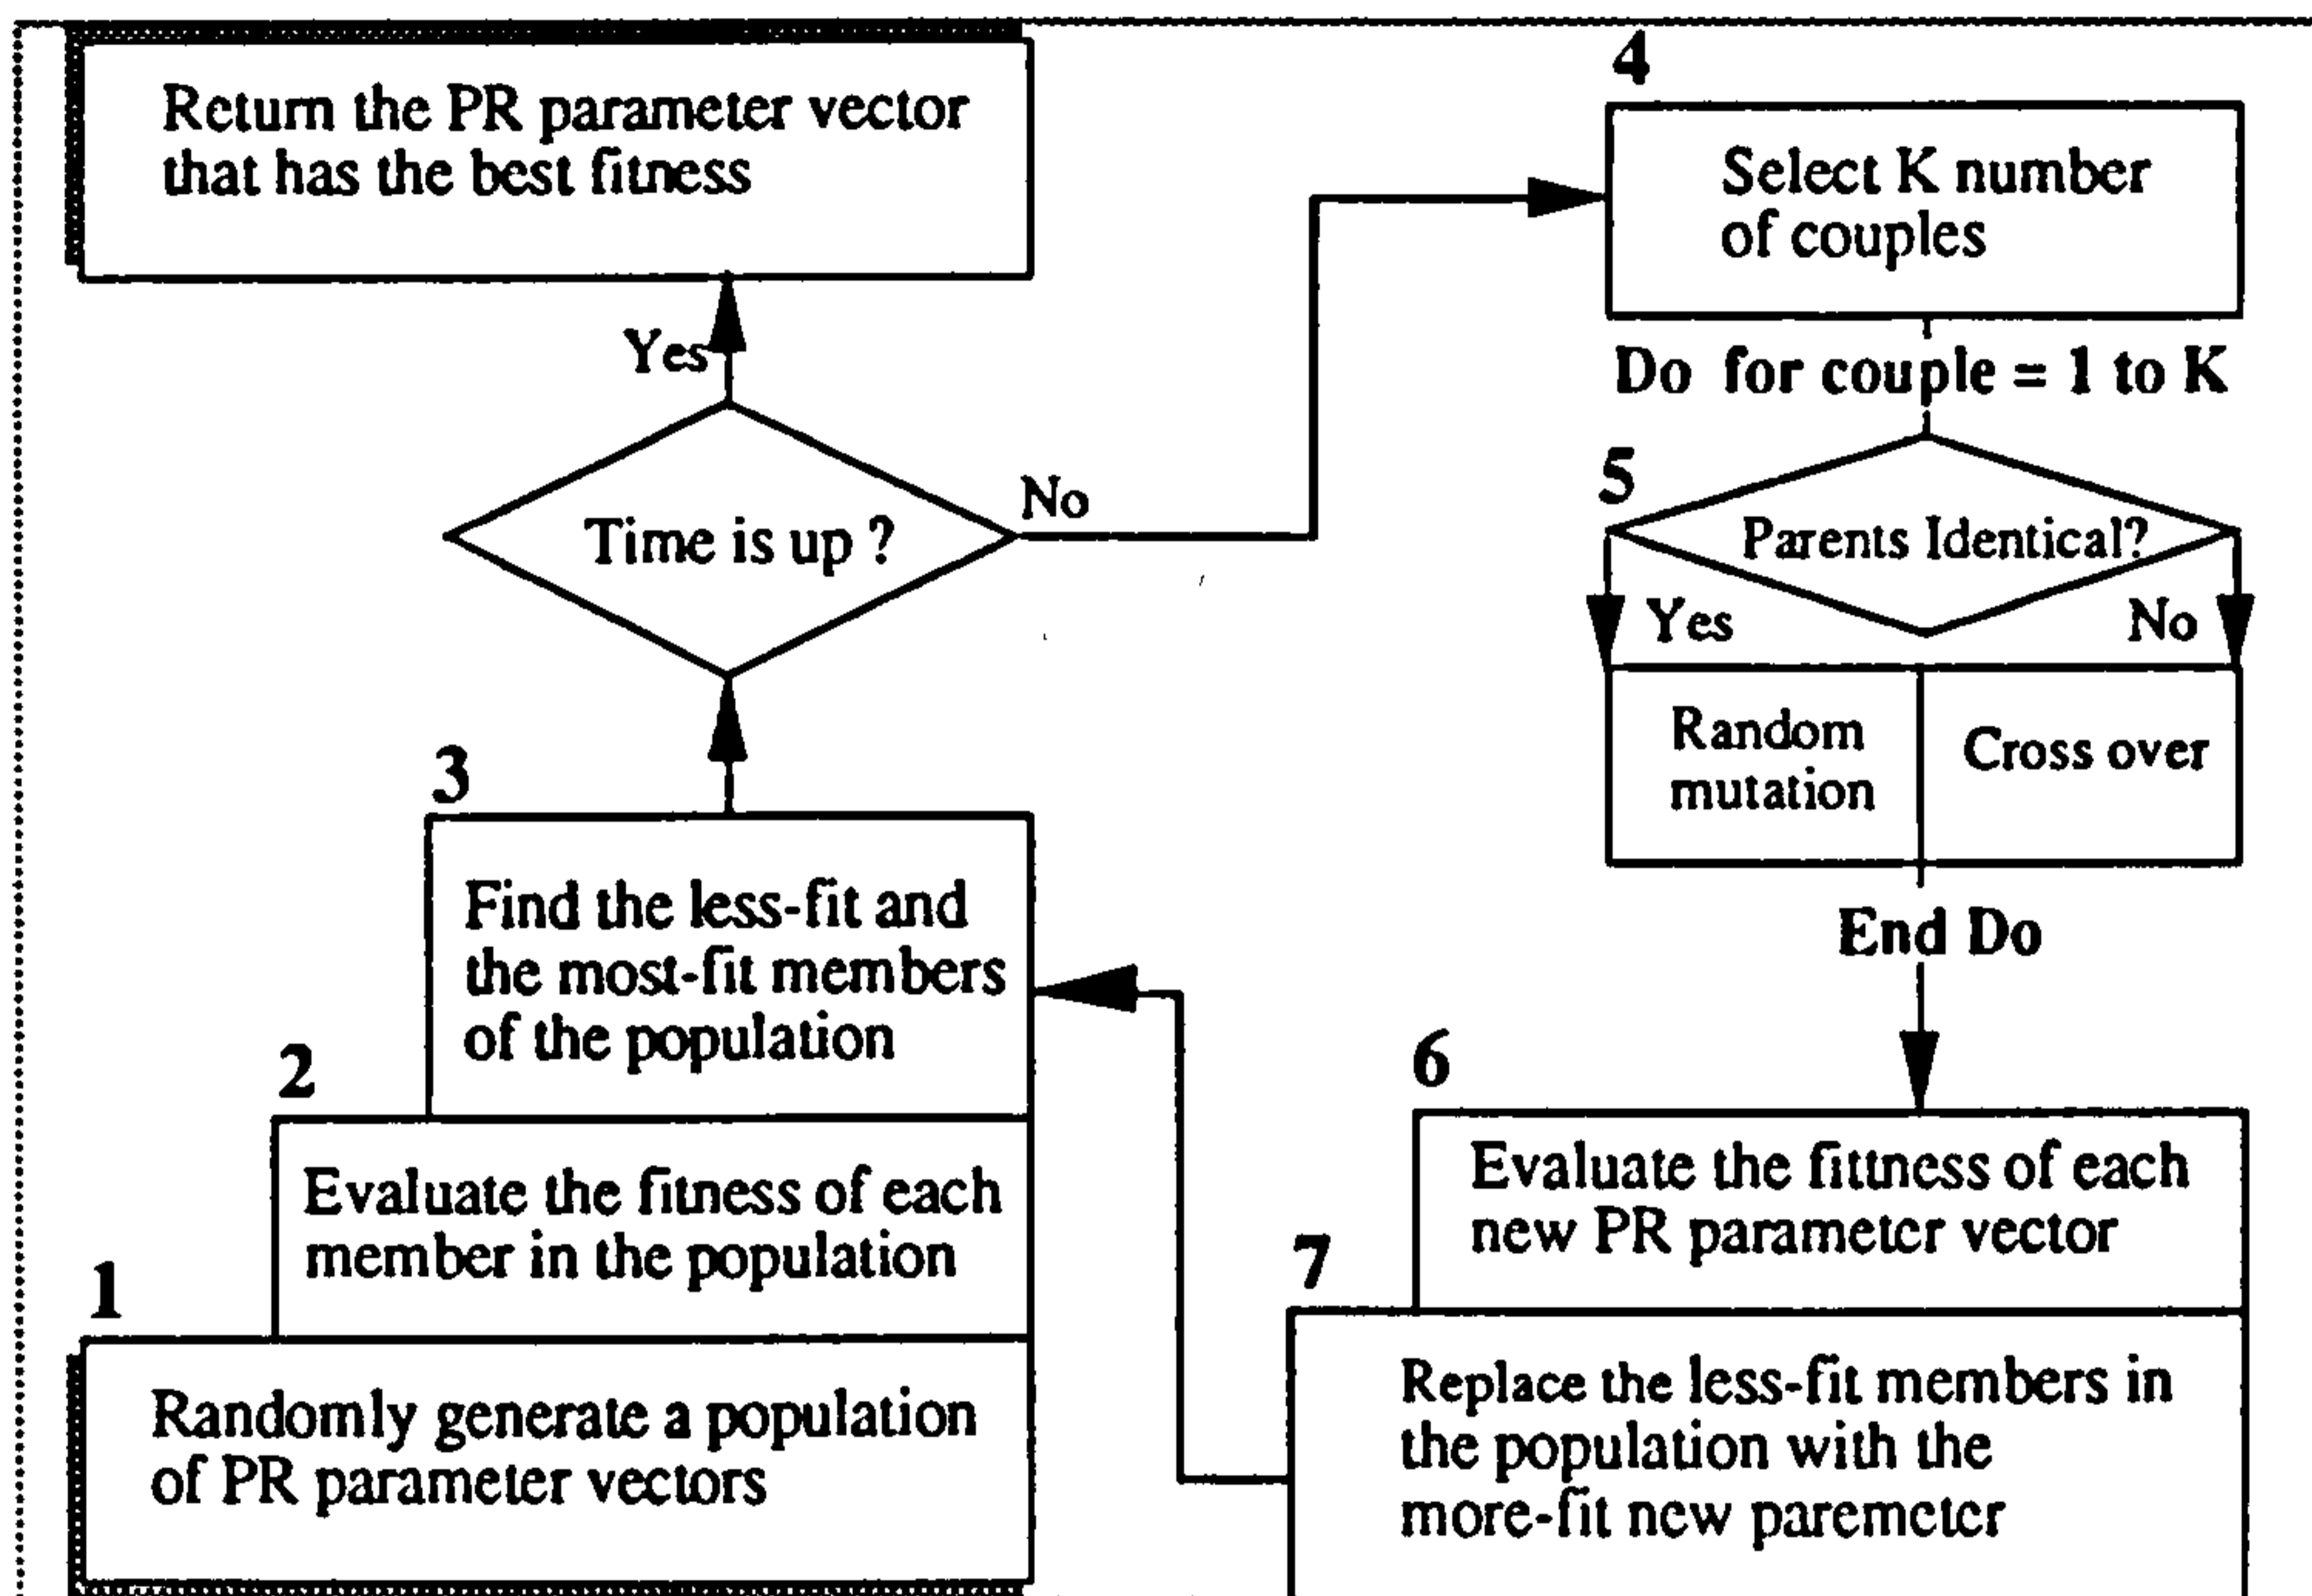 Return the PR parameter vector
that has the best fitness
Yes
Time is up ?
No
3
Find the less-fit and
the most-fit members
of the population
2
Evaluate the fitness of each
member in the population
1
Randomly generate a population
of PR parameter vectors
4
Select K number
of couples
Do for couple = 1 to K
5
Parents Identical?
Yes
No
Random
mutation
Cross over
End Do
6
Evaluate the fittness of each
new PR parameter vector
7
Replace the less-fit members in
the population with the
more-fit new paremeter